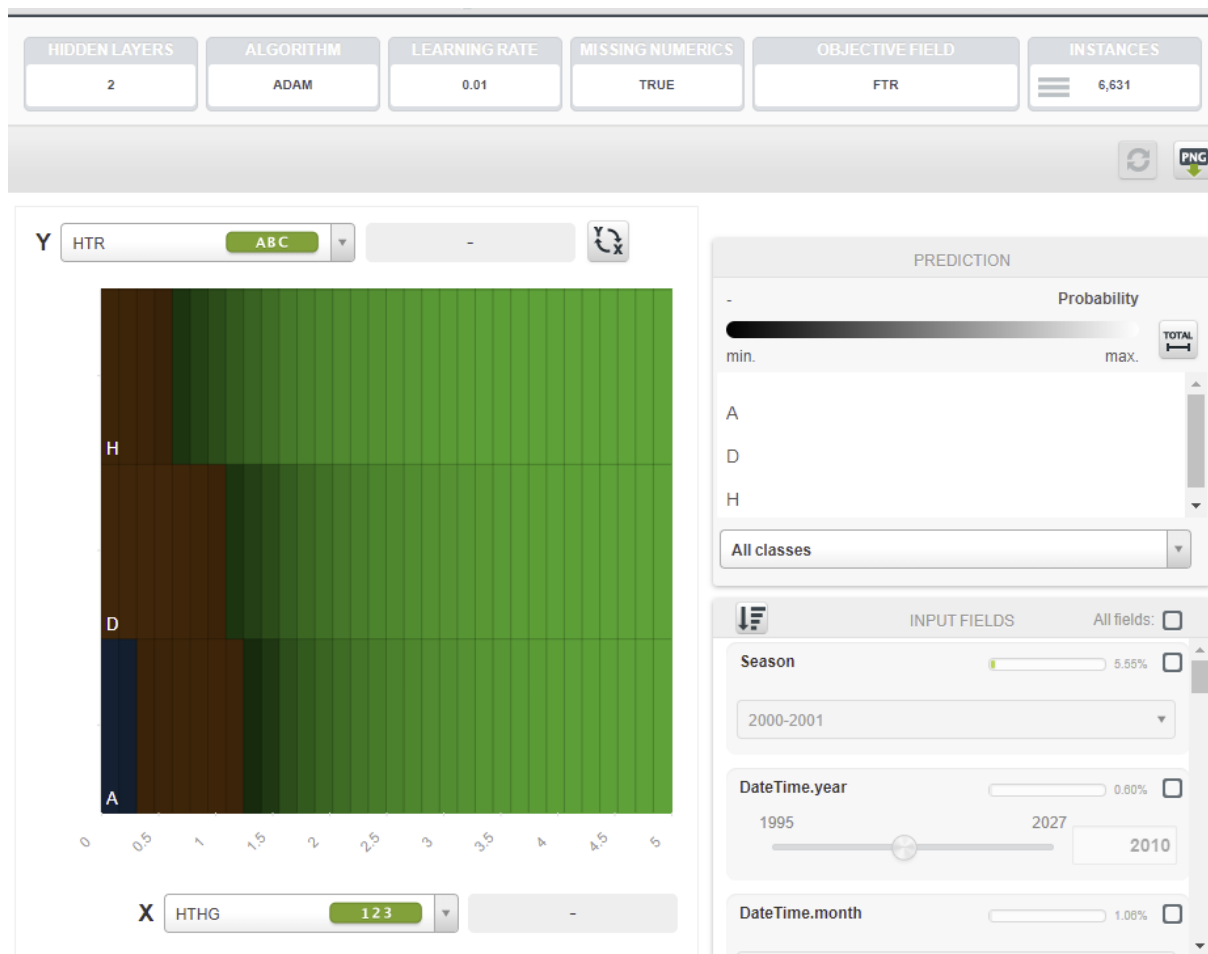 HIDDEN LAYERS ALGORITHM LEARNING RATE MISSING NUMERICS OBJECTIVE FIELD INSTANCES
2 ADAM 0.01 TRUE FTR 6,631
PNG
Y HTR ABC - Y X
PREDICTION
- Probability
TOTAL
min. max.
A
D
H
All classes
H
D
A
0 0.5 1 1.5 2 2.5 3 3.5 4 4.5 5
X HTHG 123 -
INPUT FIELDS All fields:
Season 5.55%
2000-2001
DateTime.year 0.60%
1995 2027
2010
DateTime.month 1.06%